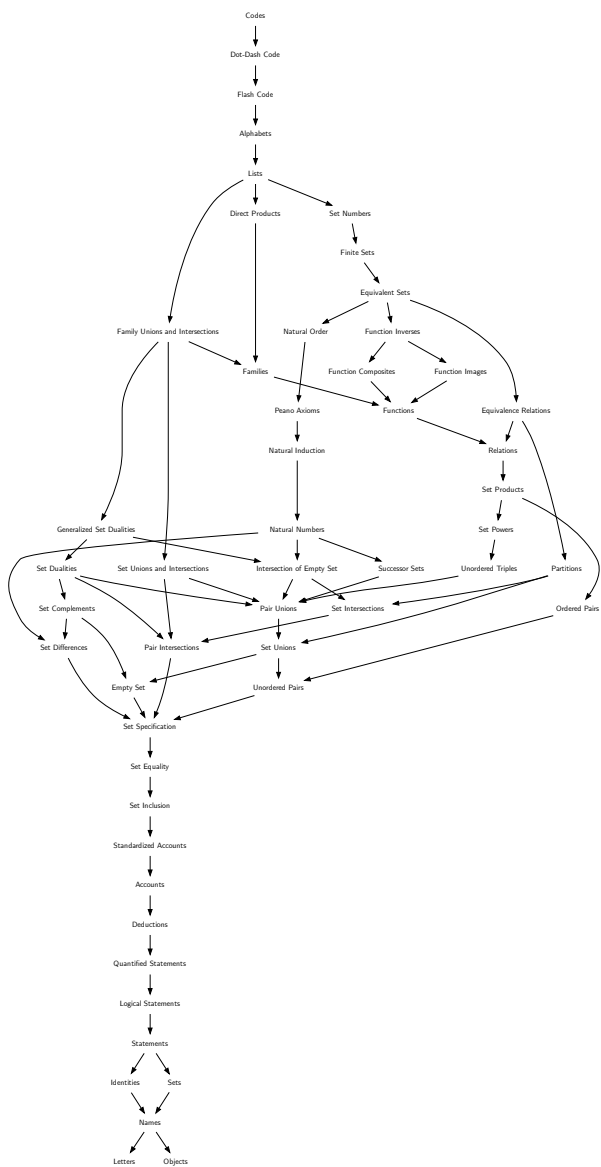 Codes
Dot-Dash Code
Flash Code
Alphabets
Lists
Direct Products
Set Numbers
Finite Sets
Equivalent Sets
Family Unions and Intersections
Natural Order
Function Inverses
Families
Function Composites
Function Images
Peano Axioms
Functions
Equivalence Relations
Natural Induction
Relations
Set Products
Generalized Set Dualities
Natural Numbers
Set Powers
Set Dualities
Set Unions and Intersections
Intersection of Empty Set
Successor Sets
Unordered Triples
Partitions
Set Complements
Pair Unions
Set Intersections
Ordered Pairs
Set Differences
Pair Intersections
Set Unions
Empty Set
Unordered Pairs
Set Specification
Set Equality
Set Inclusion
Standardized Accounts
Accounts
Deductions
Quantified Statements
Logical Statements
Statements
Identities
Sets
Names
Letters
Objects